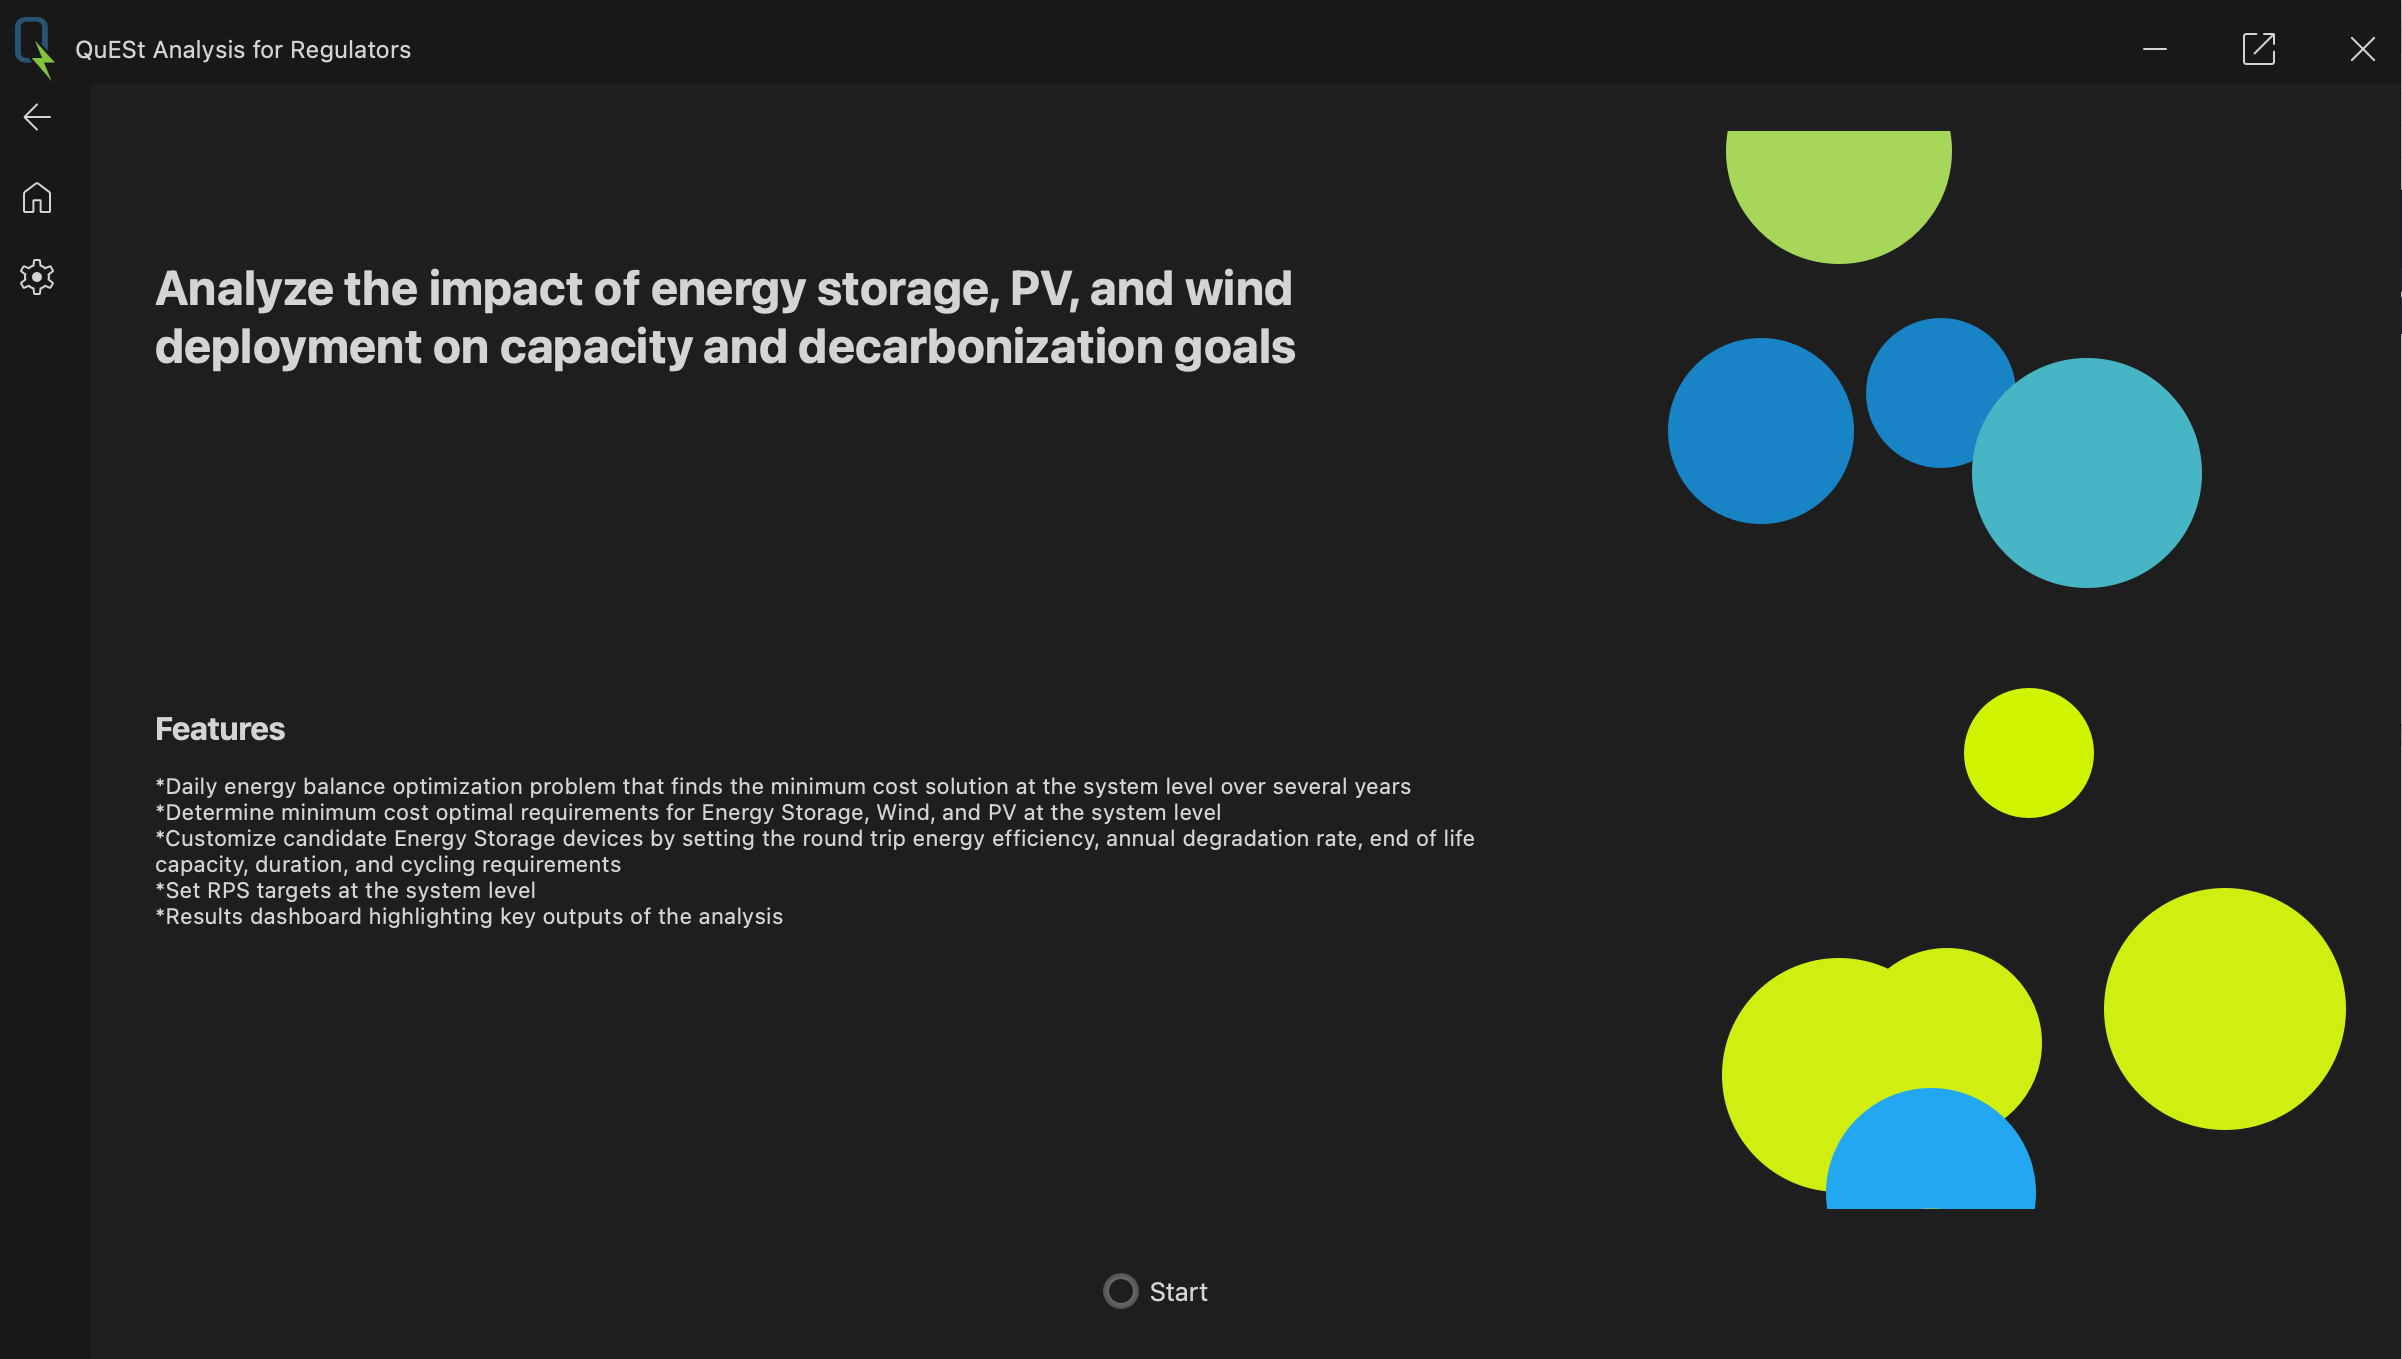 QuESt Analysis for Regulators
Analyze the impact of energy storage, PV, and wind
deployment on capacity and decarbonization goals
Features
*Daily energy balance optimization problem that finds the minimum cost solution at the system level over several years
*Determine minimum cost optimal requirements for Energy Storage, Wind, and PV at the system level
*Customize candidate Energy Storage devices by setting the round trip energy efficiency, annual degradation rate, end of life
capacity, duration, and cycling requirements
*Set RPS targets at the system level
*Results dashboard highlighting key outputs of the analysis
Start